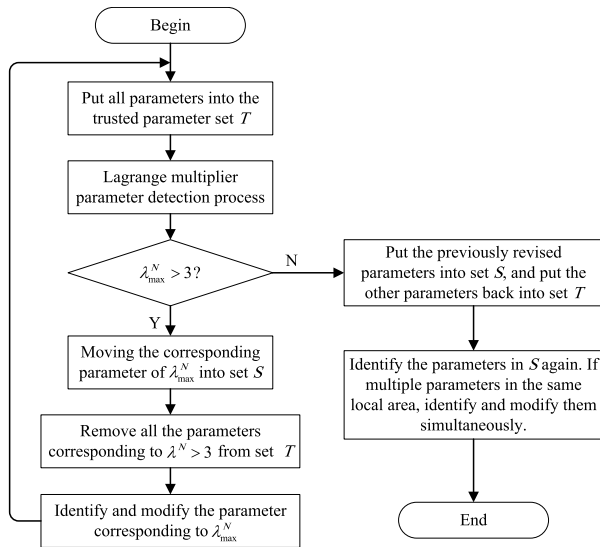 Begin
Put all parameters into the
trusted parameter set T
Lagrange multiplier
parameter detection process
λ_max^N > 3?
N
Y
Moving the corresponding
parameter of λ_max^N into set S
Remove all the parameters
corresponding to λ^N > 3 from set T
Identify and modify the parameter
corresponding to λ_max^N
Put the previously revised
parameters into set S, and put the
other parameters back into set T
Identify the parameters in S again. If
multiple parameters in the same
local area, identify and modify them
simultaneously.
End